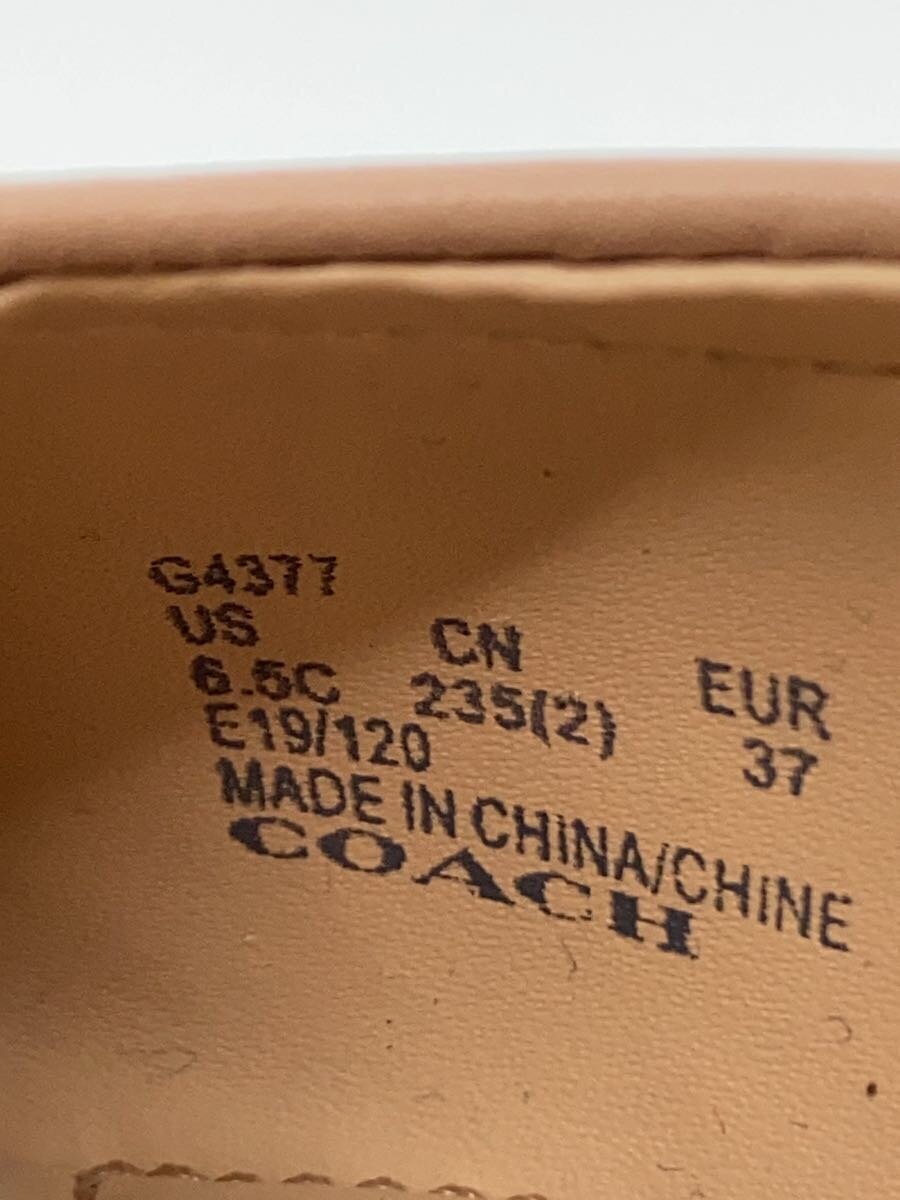 G4377
US CN EUR
6.5C 235(2) 37
E19/120
MADE IN CHINA/CHINE
COACH